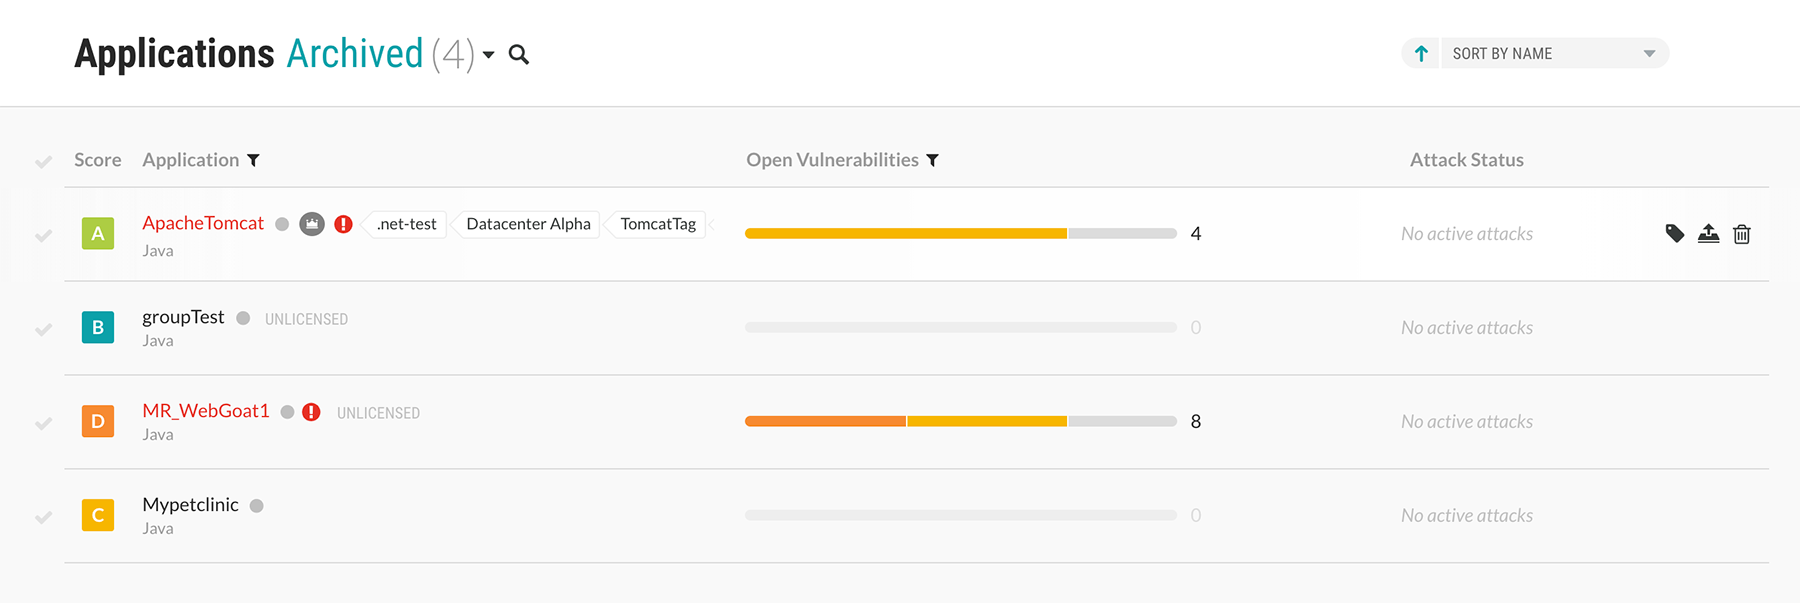 Applications Archived (4)
SORT BY NAME
Score Application Open Vulnerabilities Attack Status
A ApacheTomcat .net-test Datacenter Alpha TomcatTag 4 No active attacks
Java
B groupTest UNLICENSED 0 No active attacks
Java
D MR_WebGoat1 UNLICENSED 8 No active attacks
Java
C Mypetclinic 0 No active attacks
Java